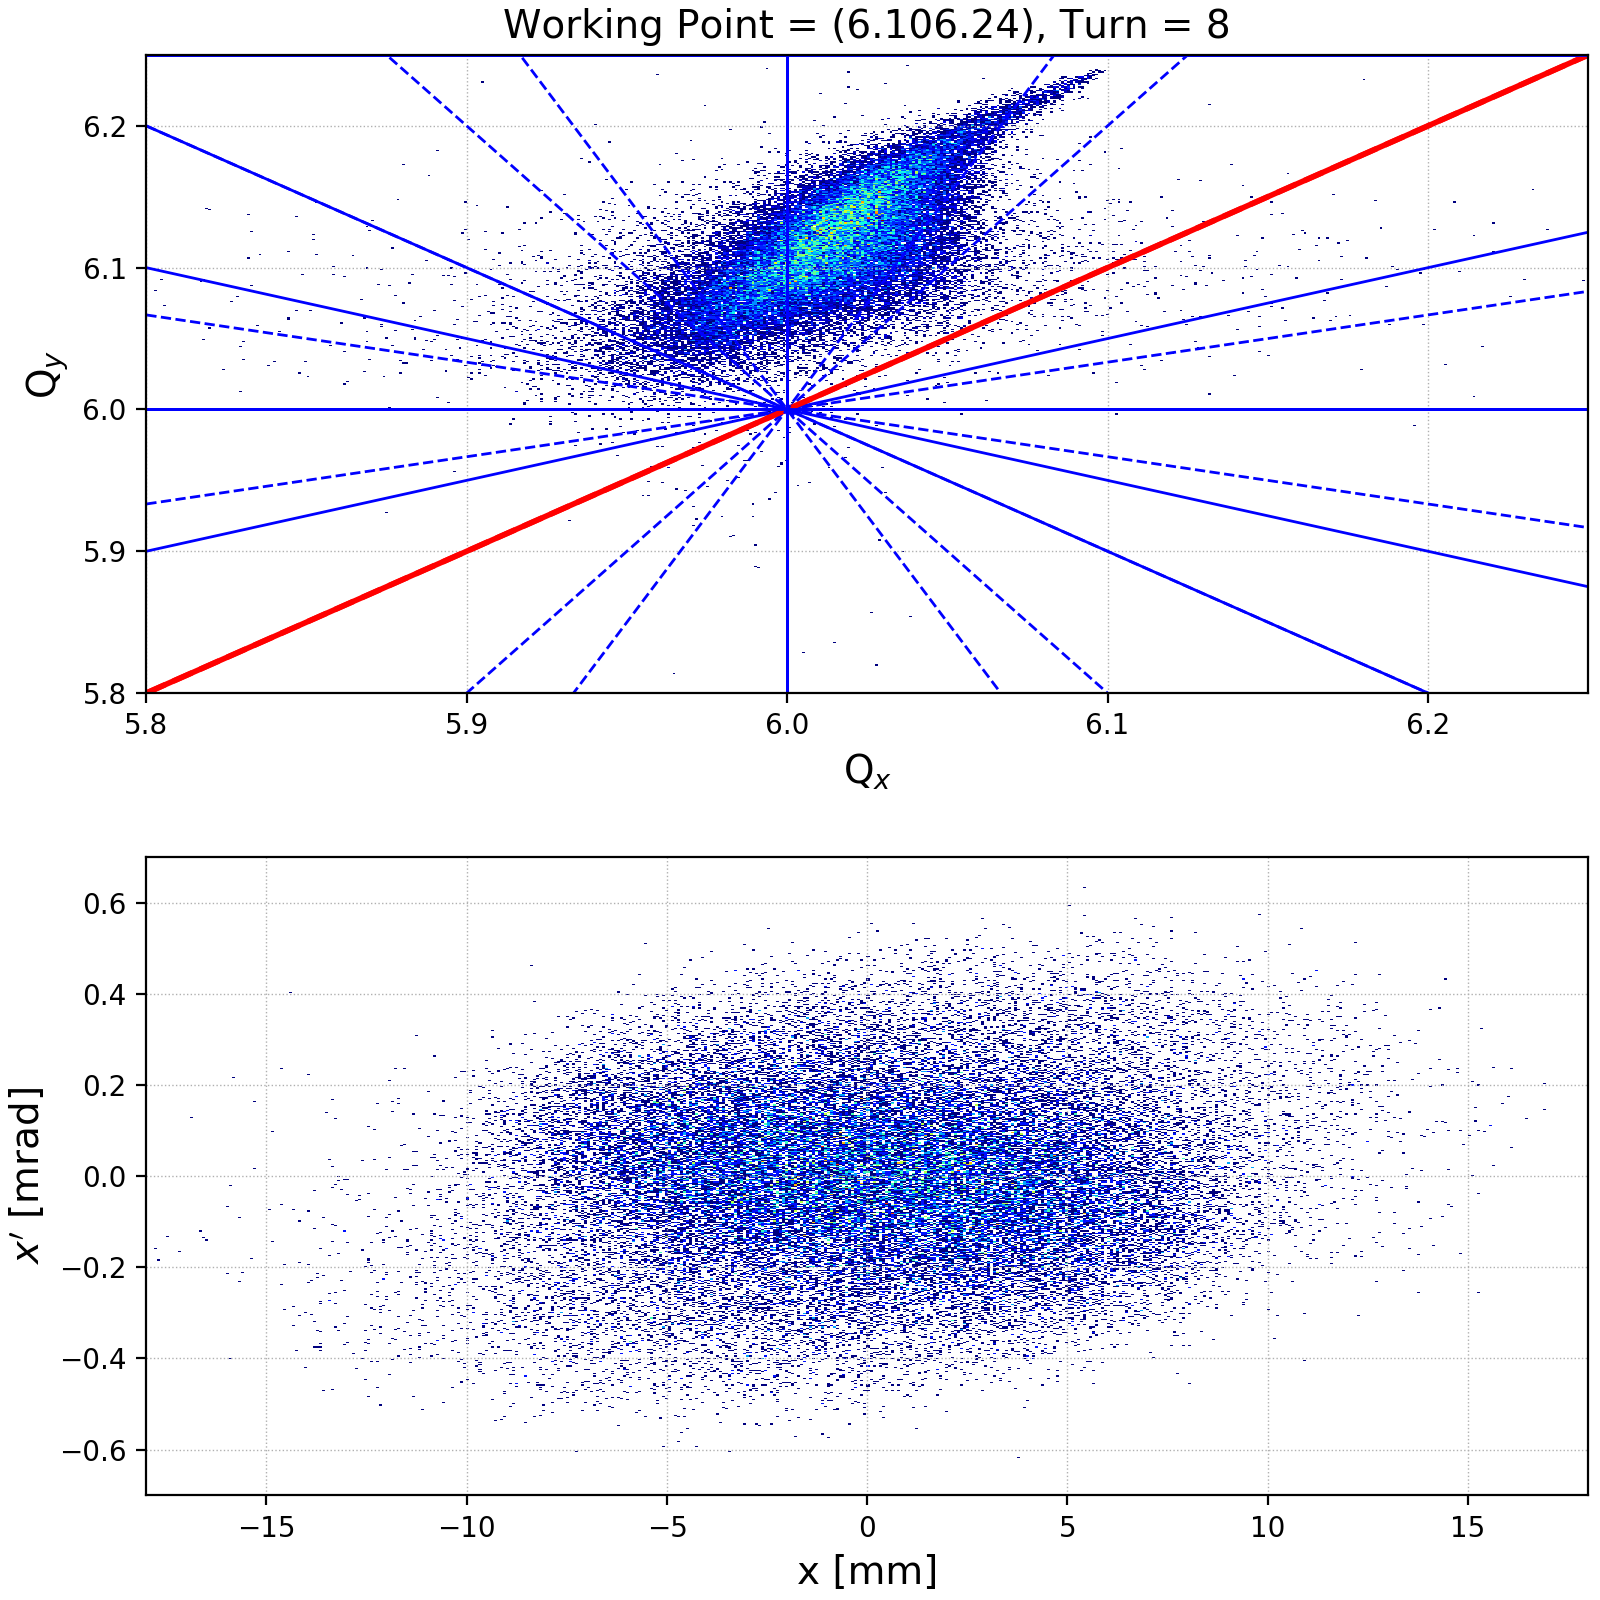 Working Point = (6.106.24), Turn = 8
6.2
6.1
6.0
5.9
5.8
Qy
5.8 5.9 6.0 6.1 6.2
Qx
0.6
0.4
0.2
0.0
−0.2
−0.4
−0.6
x′ [mrad]
−15 −10 −5 0 5 10 15
x [mm]